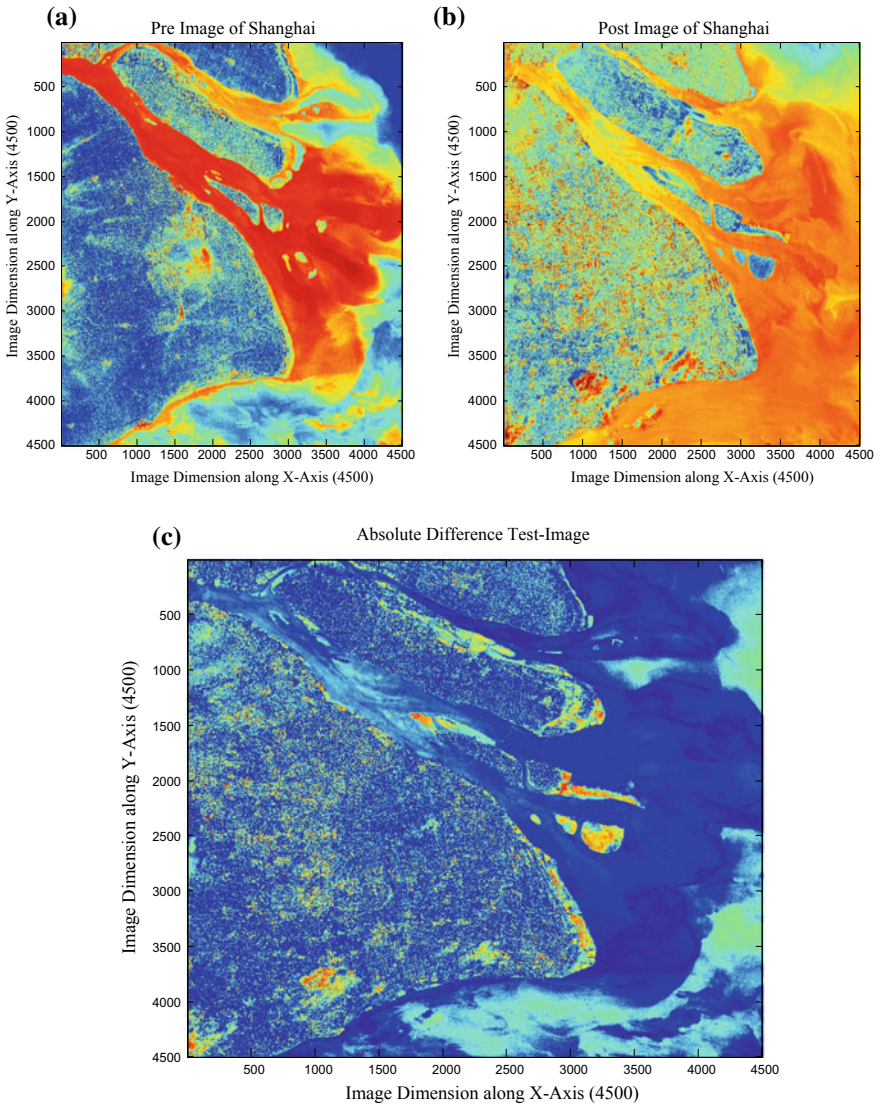 (a)
Pre Image of Shanghai
Image Dimension along Y-Axis (4500)
500
1000
1500
2000
2500
3000
3500
4000
4500
500 1000 1500 2000 2500 3000 3500 4000 4500
Image Dimension along X-Axis (4500)
(b)
Post Image of Shanghai
Image Dimension along Y-Axis (4500)
500
1000
1500
2000
2500
3000
3500
4000
4500
500 1000 1500 2000 2500 3000 3500 4000 4500
Image Dimension along X-Axis (4500)
(c)
Absolute Difference Test-Image
Image Dimension along Y-Axis (4500)
500
1000
1500
2000
2500
3000
3500
4000
4500
500 1000 1500 2000 2500 3000 3500 4000 4500
Image Dimension along X-Axis (4500)